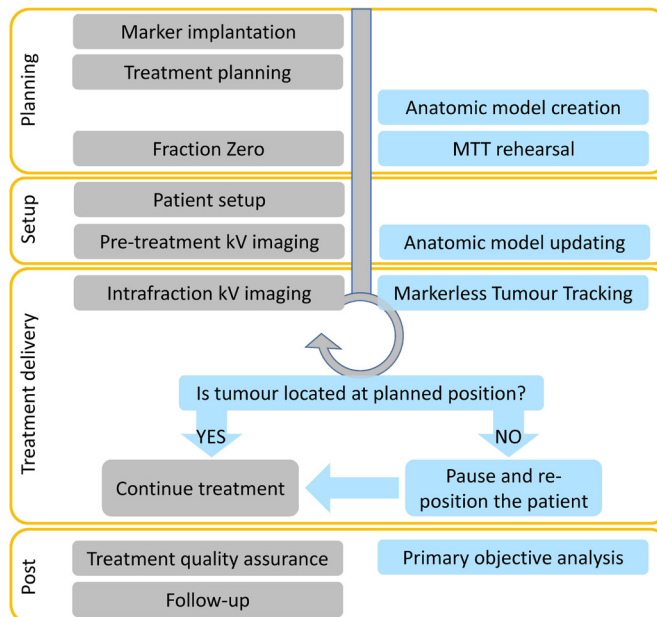 Planning
Marker implantation
Treatment planning
Anatomic model creation
Fraction Zero
MTT rehearsal
Setup
Patient setup
Pre-treatment kV imaging
Anatomic model updating
Treatment delivery
Intrafraction kV imaging
Markerless Tumour Tracking
Is tumour located at planned position?
YES
NO
Continue treatment
Pause and re-
position the patient
Post
Treatment quality assurance
Primary objective analysis
Follow-up